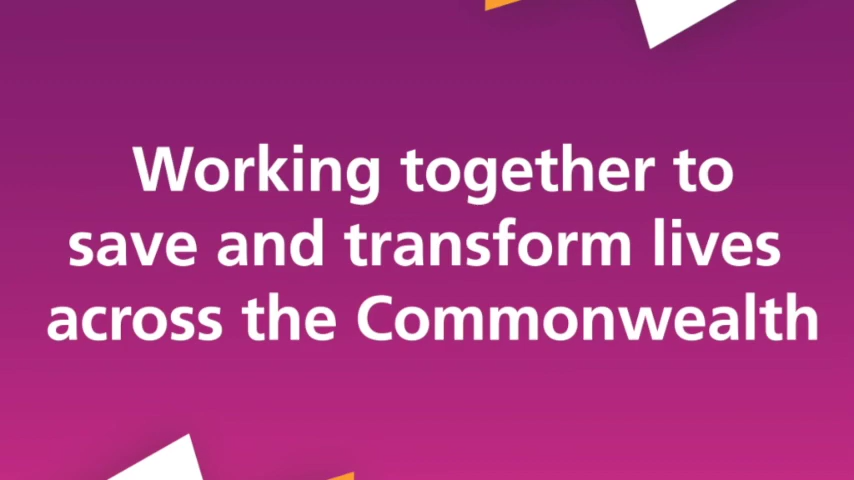 Working together to
save and transform lives
across the Commonwealth